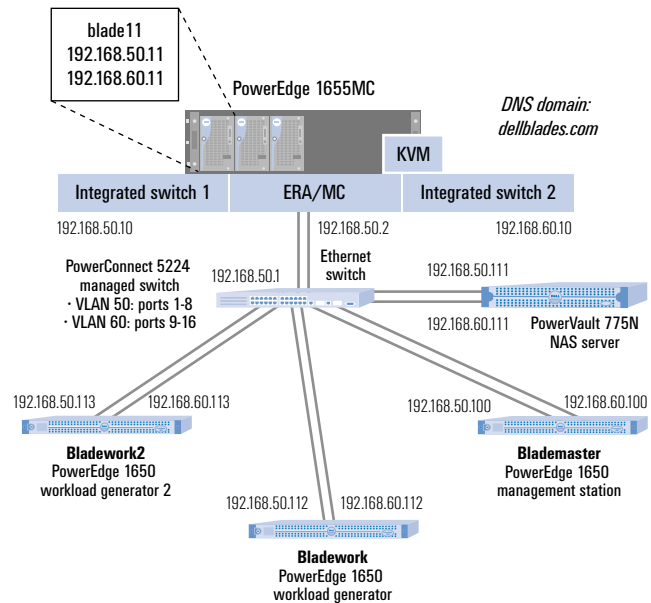 blade11
192.168.50.11
192.168.60.11
PowerEdge 1655MC
DNS domain:
dellblades.com
KVM
Integrated switch 1
ERA/MC
Integrated switch 2
192.168.50.10
192.168.50.2
192.168.60.10
PowerConnect 5224
managed switch
· VLAN 50: ports 1-8
· VLAN 60: ports 9-16
192.168.50.1
Ethernet
switch
192.168.50.111
192.168.60.111
PowerVault 775N
NAS server
192.168.50.113
192.168.60.113
Bladework2
PowerEdge 1650
workload generator 2
192.168.50.100
192.168.60.100
Blademaster
PowerEdge 1650
management station
192.168.50.112
192.168.60.112
Bladework
PowerEdge 1650
workload generator